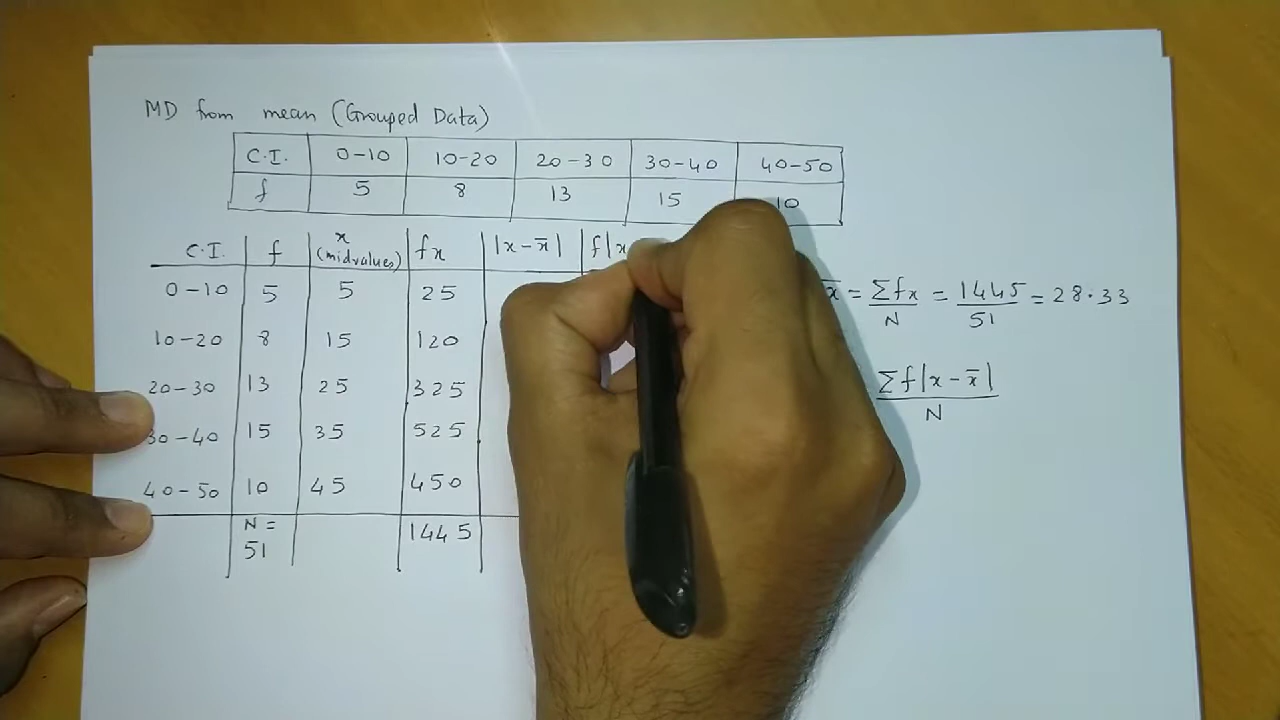 MD from mean (Grouped Data)
C.I. 0-10 10-20 20-30 30-40 40-50
f 5 8 13 15 10
C.I. f x (midvalues) fx |x-x̄| f|x
0-10 5 5 25
10-20 8 15 120
20-30 13 25 325
30-40 15 35 525
40-50 10 45 450
N = 51 1445
x̄ = Σfx / N = 1445 / 51 = 28.33
Σf|x-x̄| / N